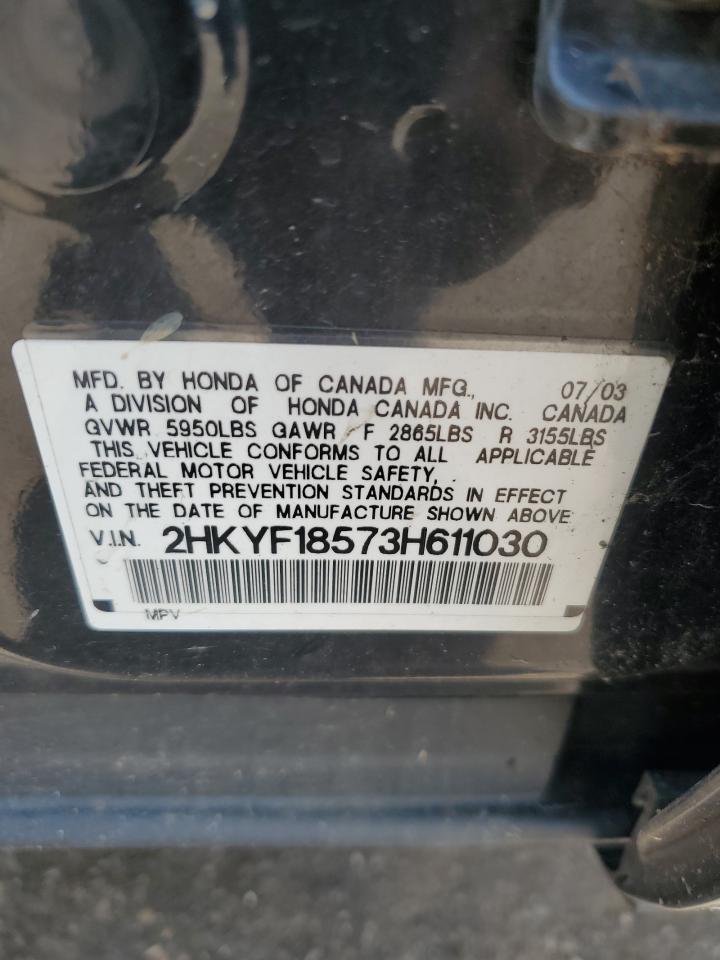 MFD. BY HONDA OF CANADA MFG., 07/03
A DIVISION OF HONDA CANADA INC. CANADA
GVWR 5950LBS GAWR F 2865LBS R 3155LBS
THIS VEHICLE CONFORMS TO ALL APPLICABLE
FEDERAL MOTOR VEHICLE SAFETY,
AND THEFT PREVENTION STANDARDS IN EFFECT
ON THE DATE OF MANUFACTURE SHOWN ABOVE
V.I.N. 2HKYF18573H611030
MPV